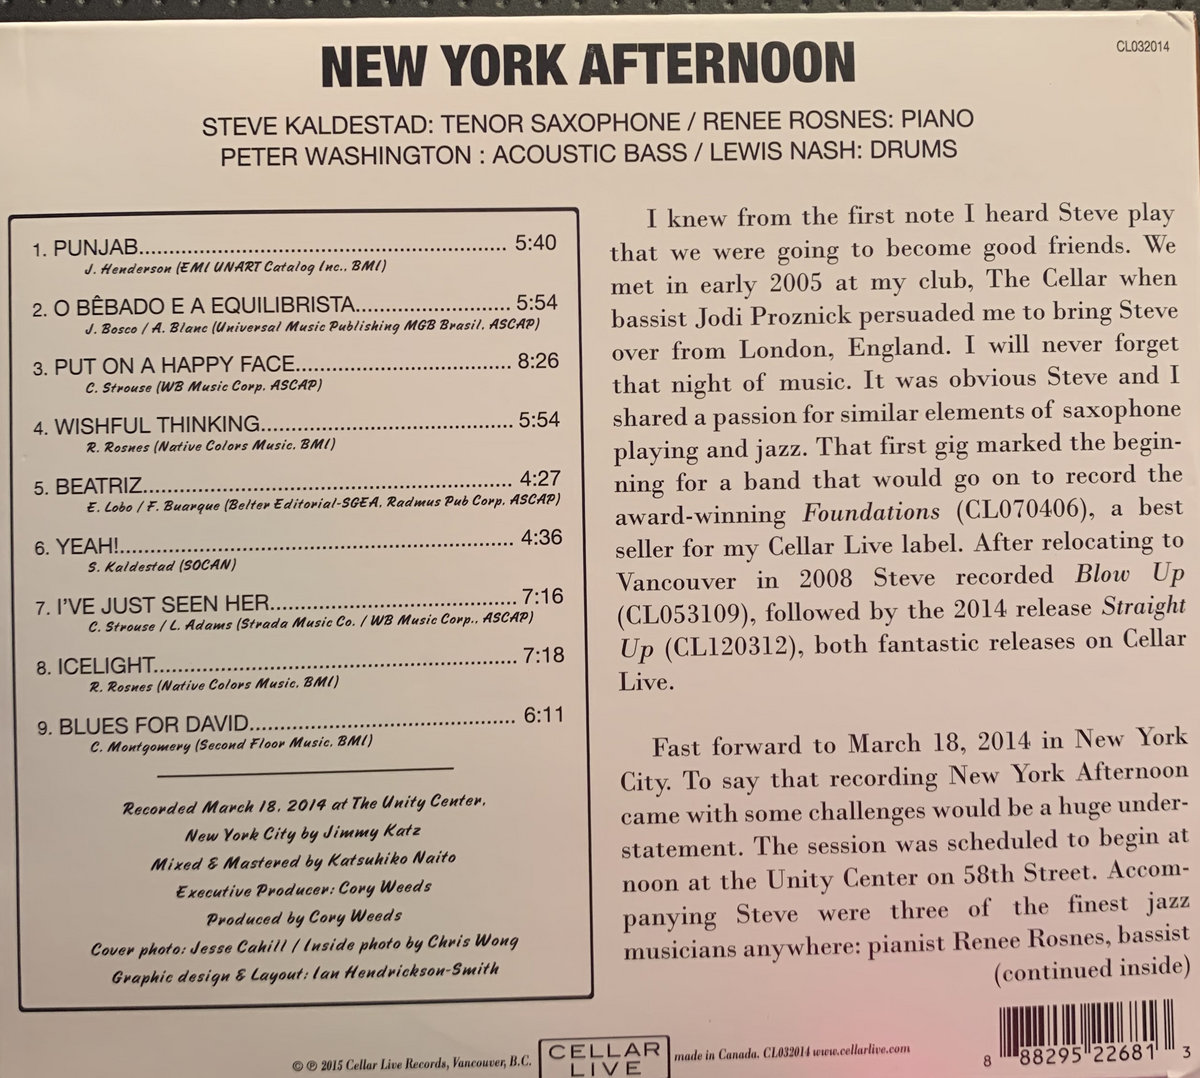 NEW YORK AFTERNOON
CL032014
STEVE KALDESTAD: TENOR SAXOPHONE / RENEE ROSNES: PIANO
PETER WASHINGTON : ACOUSTIC BASS / LEWIS NASH: DRUMS
1. PUNJAB.................................................... 5:40
J. Henderson (EMI UNART Catalog Inc., BMI)
2. O BÊBADO E A EQUILIBRISTA...................... 5:54
J. Bosco / A. Blanc (Universal Music Publishing MGB Brasil, ASCAP)
3. PUT ON A HAPPY FACE............................... 8:26
C. Strouse (WB Music Corp. ASCAP)
4. WISHFUL THINKING.................................... 5:54
R. Rosnes (Native Colors Music, BMI)
5. BEATRIZ.................................................... 4:27
E. Lobo / F. Buarque (Belter Editorial-SGEA, Radmus Pub Corp. ASCAP)
6. YEAH!........................................................ 4:36
S. Kaldestad (SOCAN)
7. I'VE JUST SEEN HER................................... 7:16
C. Strouse / L. Adams (Strada Music Co. / WB Music Corp., ASCAP)
8. ICELIGHT.................................................... 7:18
R. Rosnes (Native Colors Music, BMI)
9. BLUES FOR DAVID...................................... 6:11
C. Montgomery (Second Floor Music, BMI)
Recorded March 18, 2014 at The Unity Center,
New York City by Jimmy Katz
Mixed & Mastered by Katsuhiko Naito
Executive Producer: Cory Weeds
Produced by Cory Weeds
Cover photo: Jesse Cahill / Inside photo by Chris Wong
Graphic design & Layout: Ian Hendrickson-Smith
I knew from the first note I heard Steve play
that we were going to become good friends. We
met in early 2005 at my club, The Cellar when
bassist Jodi Proznick persuaded me to bring Steve
over from London, England. I will never forget
that night of music. It was obvious Steve and I
shared a passion for similar elements of saxophone
playing and jazz. That first gig marked the begin-
ning for a band that would go on to record the
award-winning Foundations (CL070406), a best
seller for my Cellar Live label. After relocating to
Vancouver in 2008 Steve recorded Blow Up
(CL053109), followed by the 2014 release Straight
Up (CL120312), both fantastic releases on Cellar
Live.
Fast forward to March 18, 2014 in New York
City. To say that recording New York Afternoon
came with some challenges would be a huge under-
statement. The session was scheduled to begin at
noon at the Unity Center on 58th Street. Accom-
panying Steve were three of the finest jazz
musicians anywhere: pianist Renee Rosnes, bassist
(continued inside)
© ℗ 2015 Cellar Live Records, Vancouver, B.C.
CELLAR
LIVE
made in Canada. CL032014 www.cellarlive.com
8 88295 22681 3